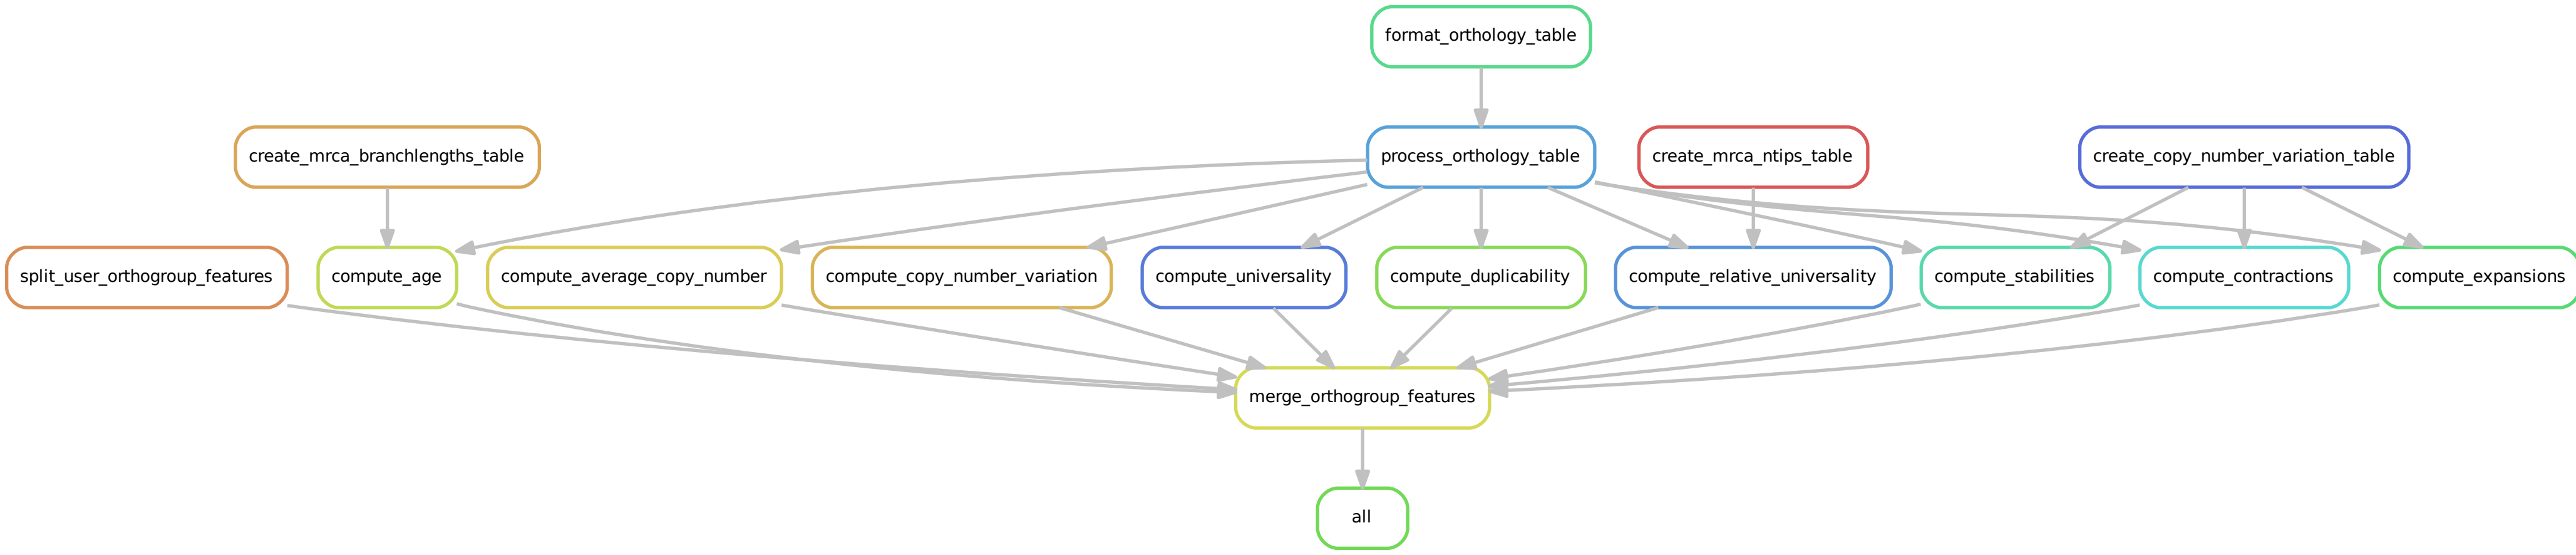 format_orthology_table
create_mrca_branchlengths_table
process_orthology_table
create_mrca_ntips_table
create_copy_number_variation_table
split_user_orthogroup_features
compute_age
compute_average_copy_number
compute_copy_number_variation
compute_universality
compute_duplicability
compute_relative_universality
compute_stabilities
compute_contractions
compute_expansions
merge_orthogroup_features
all